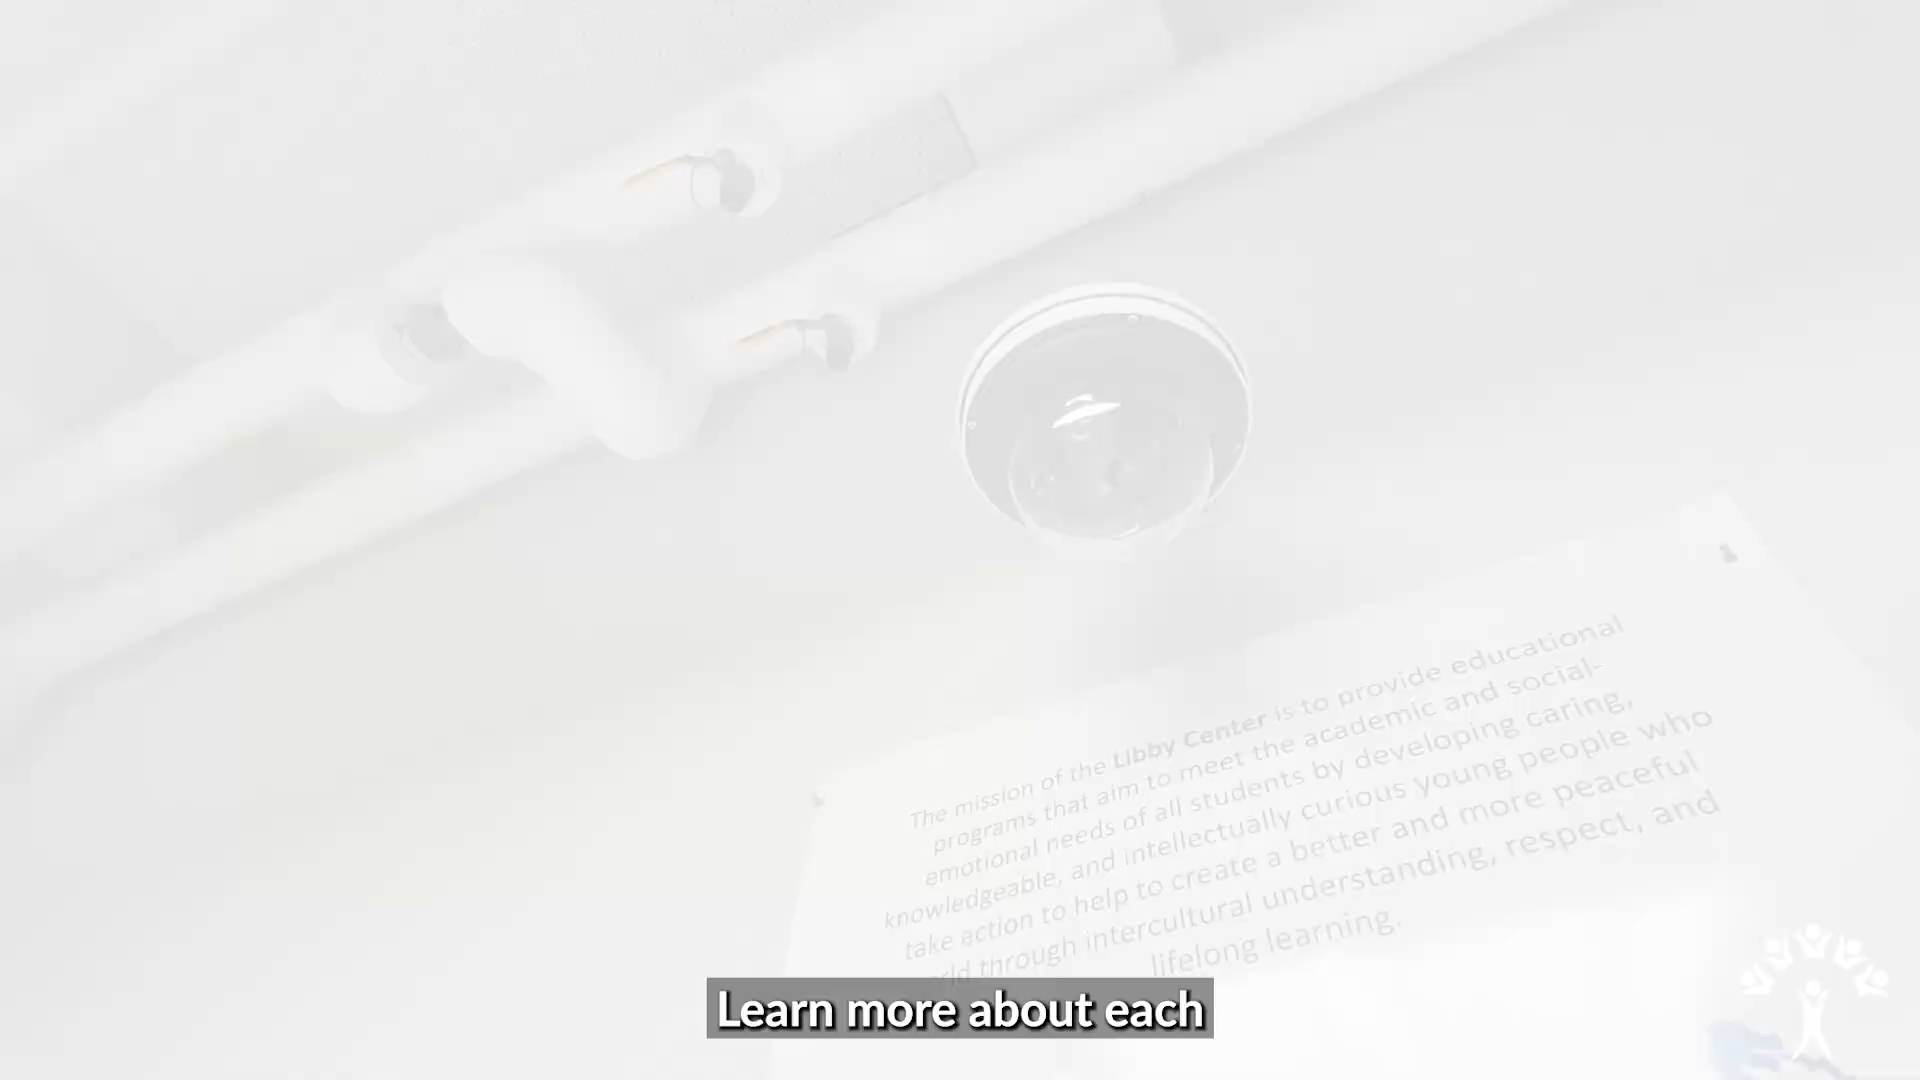 The mission of the Libby Center is to provide educational
programs that aim to meet the academic and social-
emotional needs of all students by developing caring,
knowledgeable, and intellectually curious young people who
take action to help to create a better and more peaceful
through intercultural understanding, respect, and
lifelong learning.
Learn more about each